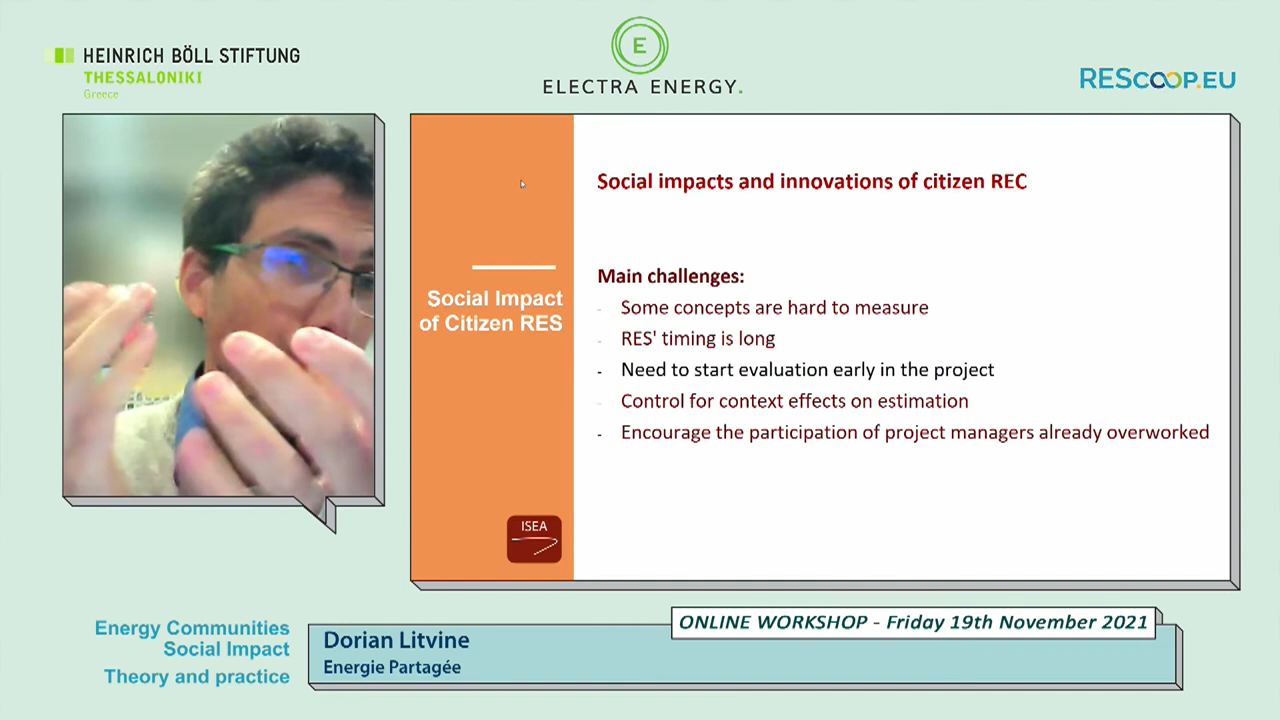 HEINRICH BÖLL STIFTUNG
THESSALONIKI
Greece
E
ELECTRA ENERGY.
REScoop.EU
Social Impact
of Citizen RES
ISEA
Social impacts and innovations of citizen REC
Main challenges:
- Some concepts are hard to measure
- RES' timing is long
- Need to start evaluation early in the project
- Control for context effects on estimation
- Encourage the participation of project managers already overworked
ONLINE WORKSHOP - Friday 19th November 2021
Energy Communities
Social Impact
Theory and practice
Dorian Litvine
Energie Partagée